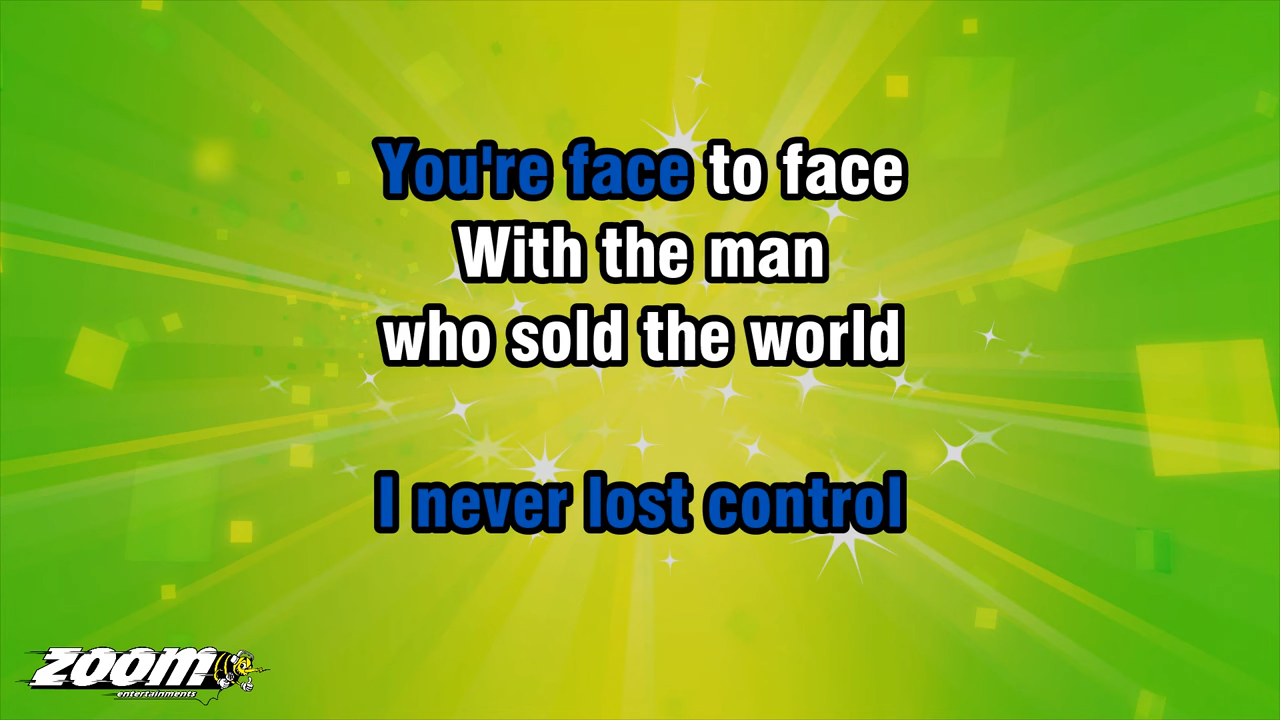 You're face to face
With the man
who sold the world
I never lost control
zoom
entertainments